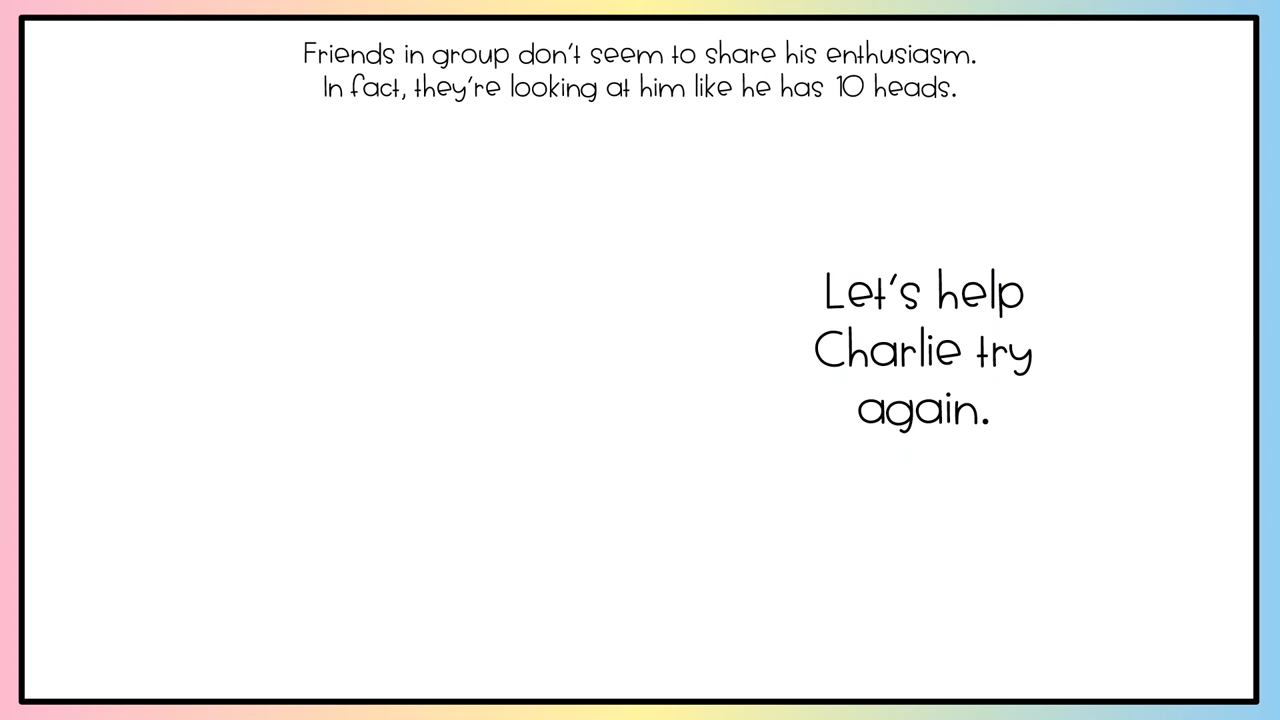 Friends in group don't seem to share his enthusiasm.
In fact, they're looking at him like he has 10 heads.
Let's help
Charlie try
again.